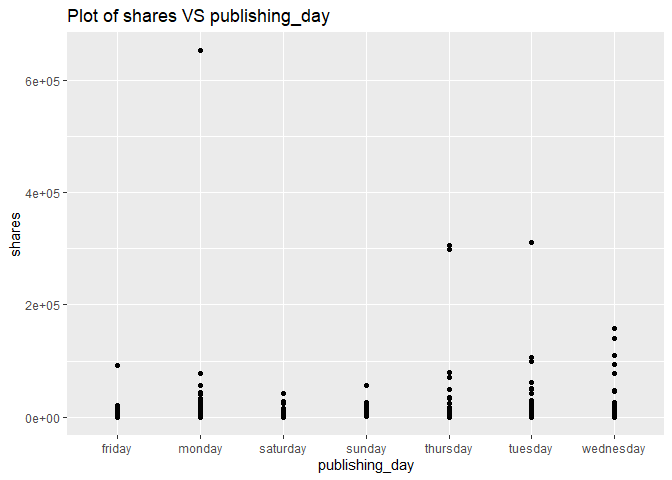 Plot of shares VS publishing_day
6e+05
4e+05
2e+05
0e+00
shares
friday monday saturday sunday thursday tuesday wednesday
publishing_day